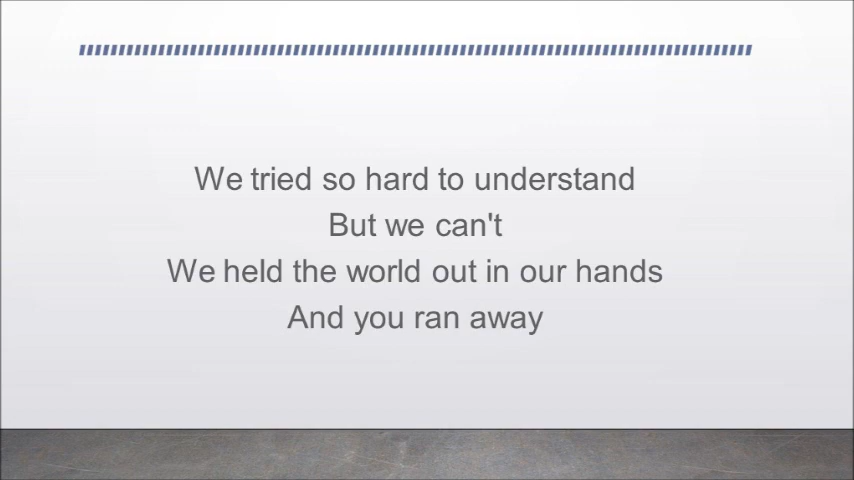 We tried so hard to understand
But we can't
We held the world out in our hands
And you ran away